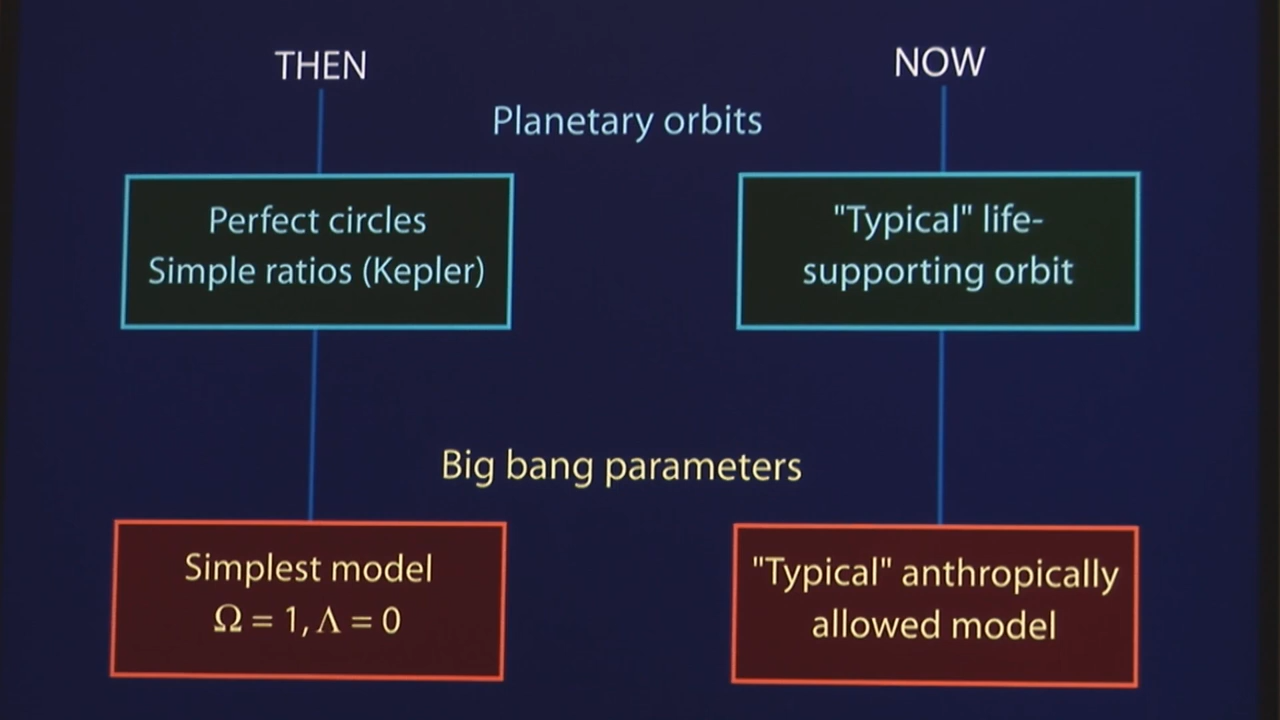 THEN
NOW
Planetary orbits
Perfect circles
Simple ratios (Kepler)
"Typical" life-
supporting orbit
Big bang parameters
Simplest model
Ω = 1, Λ = 0
"Typical" anthropically
allowed model